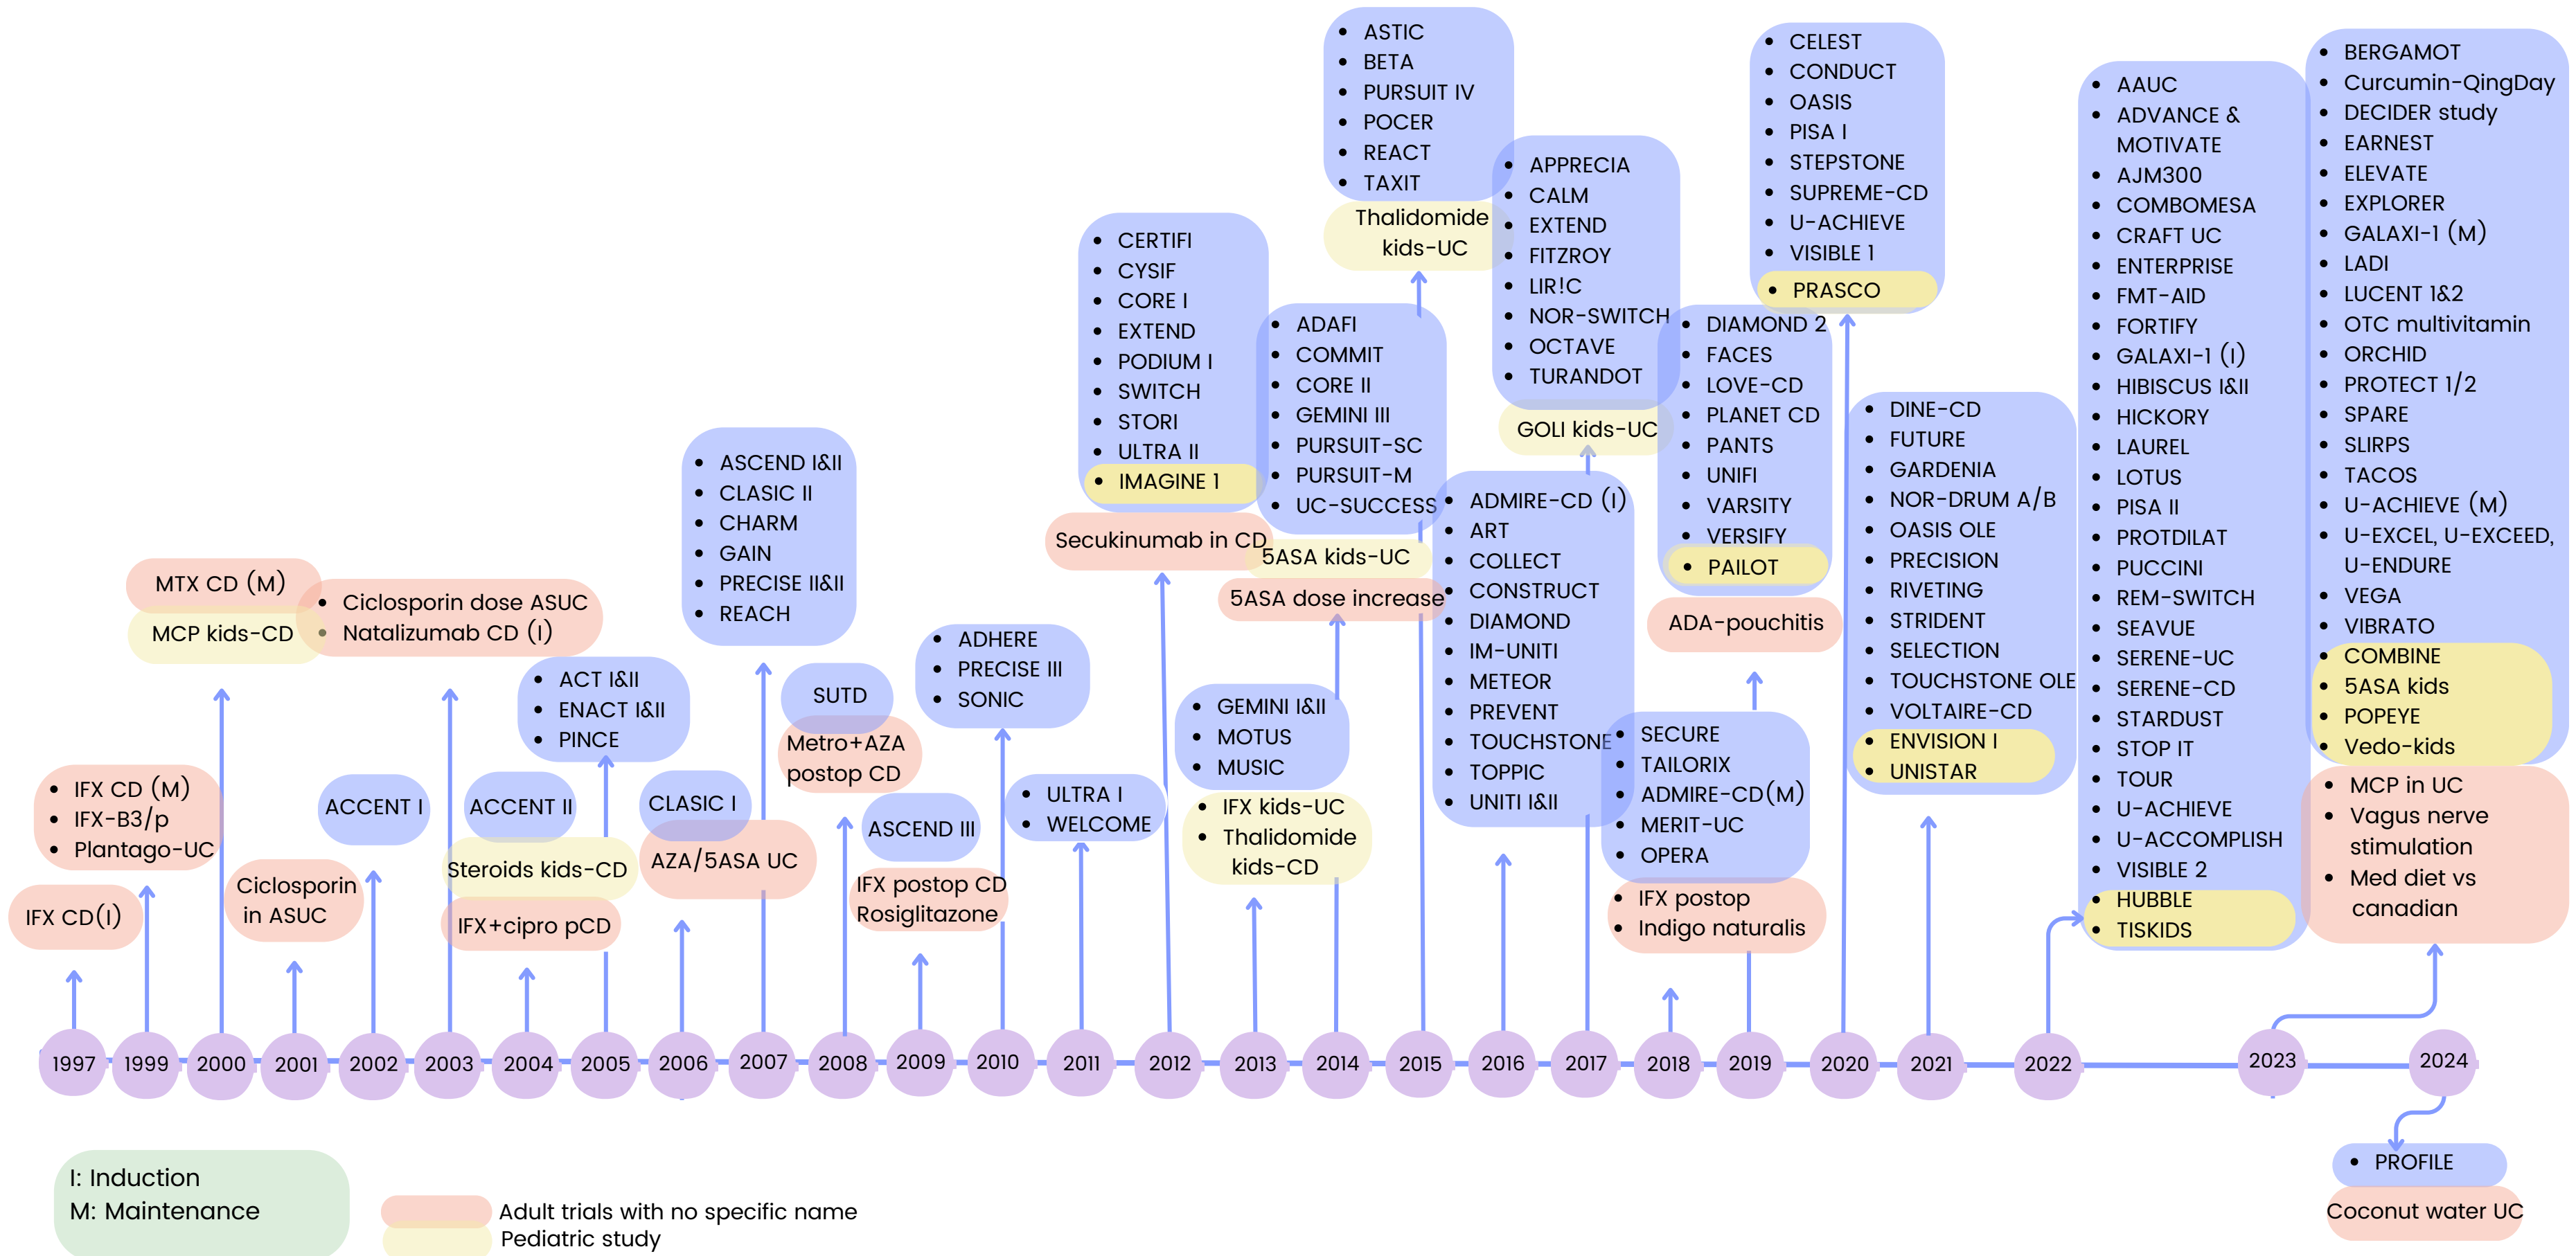 IFX CD(I)
• IFX CD (M)
• IFX-B3/p
• Plantago-UC
MTX CD (M)
MCP kids-CD
Ciclosporin
in ASUC
ACCENT I
• Ciclosporin dose ASUC
• Natalizumab CD (I)
ACCENT II
Steroids kids-CD
IFX+cipro pCD
• ACT I&II
• ENACT I&II
• PINCE
CLASIC I
AZA/5ASA UC
• ASCEND I&II
• CLASIC II
• CHARM
• GAIN
• PRECISE II&II
• REACH
SUTD
Metro+AZA
postop CD
ASCEND III
IFX postop CD
Rosiglitazone
• ADHERE
• PRECISE III
• SONIC
• ULTRA I
• WELCOME
• CERTIFI
• CYSIF
• CORE I
• EXTEND
• PODIUM I
• SWITCH
• STORI
• ULTRA II
• IMAGINE 1
Secukinumab in CD
• GEMINI I&II
• MOTUS
• MUSIC
• IFX kids-UC
• Thalidomide
kids-CD
• ADAFI
• COMMIT
• CORE II
• GEMINI III
• PURSUIT-SC
• PURSUIT-M
• UC-SUCCESS
5ASA kids-UC
5ASA dose increase
• ASTIC
• BETA
• PURSUIT IV
• POCER
• REACT
• TAXIT
Thalidomide
kids-UC
• ADMIRE-CD (I)
• ART
• COLLECT
• CONSTRUCT
• DIAMOND
• IM-UNITI
• METEOR
• PREVENT
• TOUCHSTONE
• TOPPIC
• UNITI I&II
• APPRECIA
• CALM
• EXTEND
• FITZROY
• LIR!C
• NOR-SWITCH
• OCTAVE
• TURANDOT
GOLI kids-UC
• SECURE
• TAILORIX
• ADMIRE-CD(M)
• MERIT-UC
• OPERA
• IFX postop
• Indigo naturalis
• DIAMOND 2
• FACES
• LOVE-CD
• PLANET CD
• PANTS
• UNIFI
• VARSITY
• VERSIFY
• PAILOT
ADA-pouchitis
• CELEST
• CONDUCT
• OASIS
• PISA I
• STEPSTONE
• SUPREME-CD
• U-ACHIEVE
• VISIBLE 1
• PRASCO
• DINE-CD
• FUTURE
• GARDENIA
• NOR-DRUM A/B
• OASIS OLE
• PRECISION
• RIVETING
• STRIDENT
• SELECTION
• TOUCHSTONE OLE
• VOLTAIRE-CD
• ENVISION I
• UNISTAR
• AAUC
• ADVANCE &
MOTIVATE
• AJM300
• COMBOMESA
• CRAFT UC
• ENTERPRISE
• FMT-AID
• FORTIFY
• GALAXI-1 (I)
• HIBISCUS I&II
• HICKORY
• LAUREL
• LOTUS
• PISA II
• PROTDILAT
• PUCCINI
• REM-SWITCH
• SEAVUE
• SERENE-UC
• SERENE-CD
• STARDUST
• STOP IT
• TOUR
• U-ACHIEVE
• U-ACCOMPLISH
• VISIBLE 2
• HUBBLE
• TISKIDS
• BERGAMOT
• Curcumin-QingDay
• DECIDER study
• EARNEST
• ELEVATE
• EXPLORER
• GALAXI-1 (M)
• LADI
• LUCENT 1&2
• OTC multivitamin
• ORCHID
• PROTECT 1/2
• SPARE
• SLIRPS
• TACOS
• U-ACHIEVE (M)
• U-EXCEL, U-EXCEED,
U-ENDURE
• VEGA
• VIBRATO
• COMBINE
• 5ASA kids
• POPEYE
• Vedo-kids
• MCP in UC
• Vagus nerve
stimulation
• Med diet vs
canadian
1997 1999 2000 2001 2002 2003 2004 2005 2006 2007 2008 2009 2010 2011 2012 2013 2014 2015 2016 2017 2018 2019 2020 2021 2022 2023 2024
• PROFILE
Coconut water UC
I: Induction
M: Maintenance
Adult trials with no specific name
Pediatric study